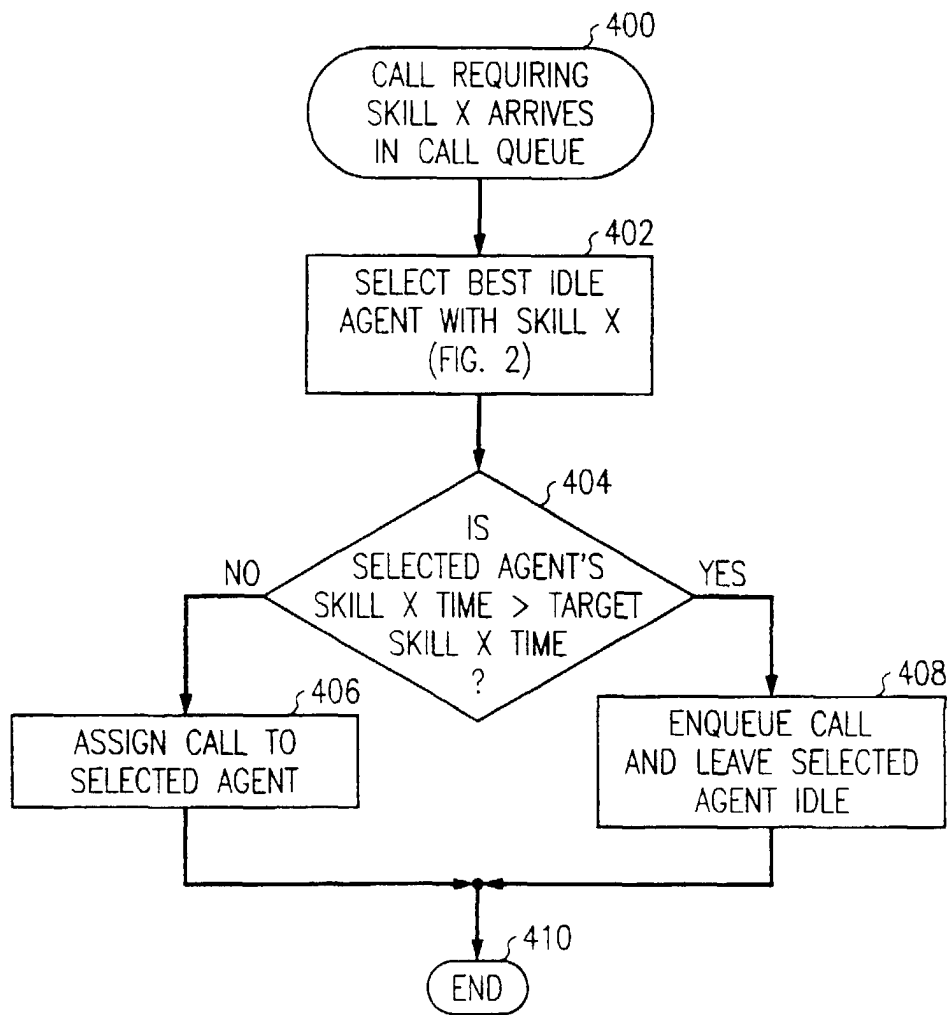 400
CALL REQUIRING
SKILL X ARRIVES
IN CALL QUEUE
402
SELECT BEST IDLE
AGENT WITH SKILL X
(FIG. 2)
404
IS
SELECTED AGENT'S
SKILL X TIME > TARGET
SKILL X TIME
?
NO
YES
406
ASSIGN CALL TO
SELECTED AGENT
408
ENQUEUE CALL
AND LEAVE SELECTED
AGENT IDLE
410
END